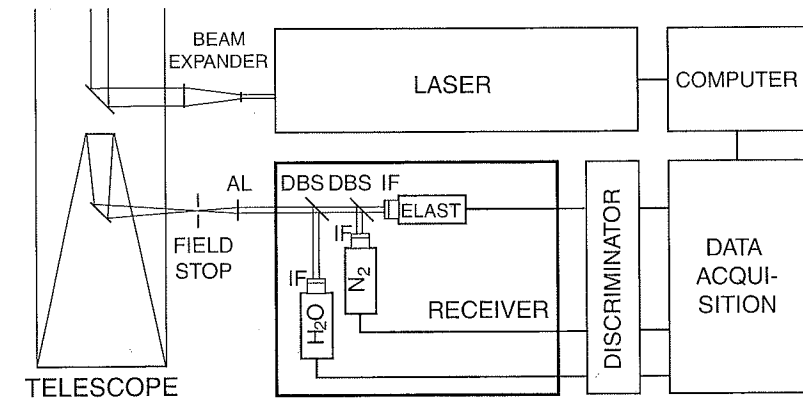 BEAM
EXPANDER
LASER
COMPUTER
AL
DBS DBS IF
ELAST
FIELD
STOP
IF
N₂
IF
H₂O
RECEIVER
DISCRIMINATOR
DATA
ACQUI-
SITION
TELESCOPE